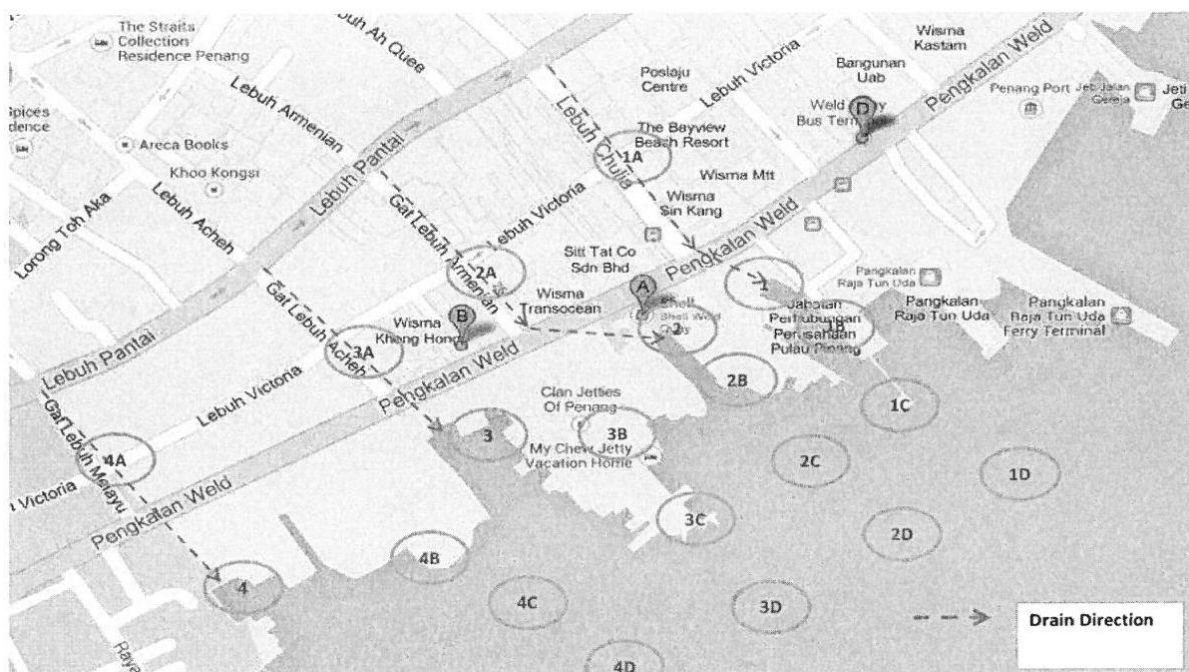 The Straits
Collection
Residence Penang
Lebuh Ah Quee
Wisma
Kastam
Pengkalan Weld
Bangunan
Uab
Poslaju
Centre
Lebuh Victoria
Penang Port
Jeti
Weld
Bus
D
Lebuh Armenian
Lebuh Chulia
The Bayview
Beach Resort
1A
Areca Books
Lebuh Pantai
Wisma Mtt
Khoo Kongsi
Wisma
Sin Kang
Lebuh Acheh
Lorong Toh Aka
Gat Lebuh Armenian
Lebuh Victoria
Sitt Tat Co
Sdn Bhd
Pengkalan Weld
2A
1
Pangkalan
Raja Tun Uda
A
Wisma
Transocean
Pangkalan
Raja Tun Uda
Pangkalan
Raja Tun Uda
Ferry Terminal
B
Wisma
Kheng Hong
2
Jabatan
Perhubungan
Perusahaan
Pulau Pinang
1B
Gat Lebuh Acheh
3A
Lebuh Pantai
Pengkalan Weld
2B
Lebuh Victoria
Clan Jetties
Of Penang
1C
Gat Lebuh Melayu
3
3B
My Chew Jetty
Vacation Home
4A
2C
1D
Victoria
Pengkalan Weld
3C
2D
4B
4
4C
3D
Drain Direction
4D